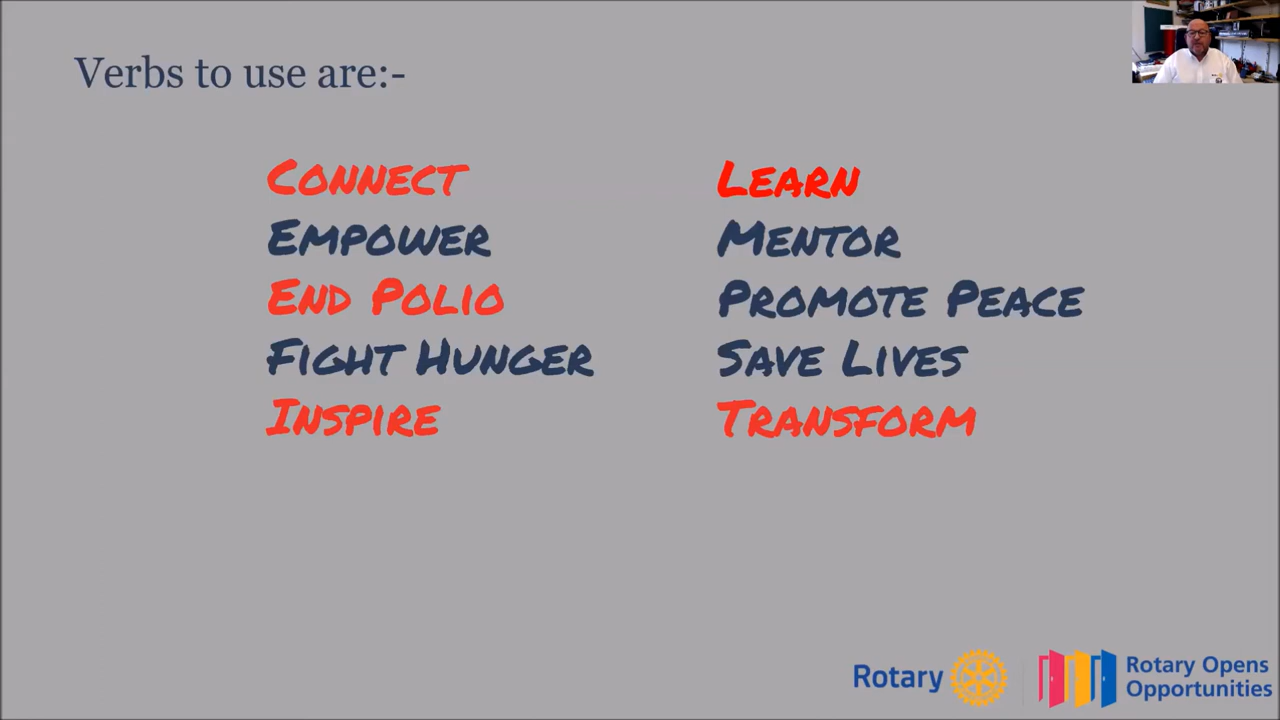 Verbs to use are:-
Connect
Empower
End Polio
Fight Hunger
Inspire
Learn
Mentor
Promote Peace
Save Lives
Transform
Rotary
Rotary Opens
Opportunities